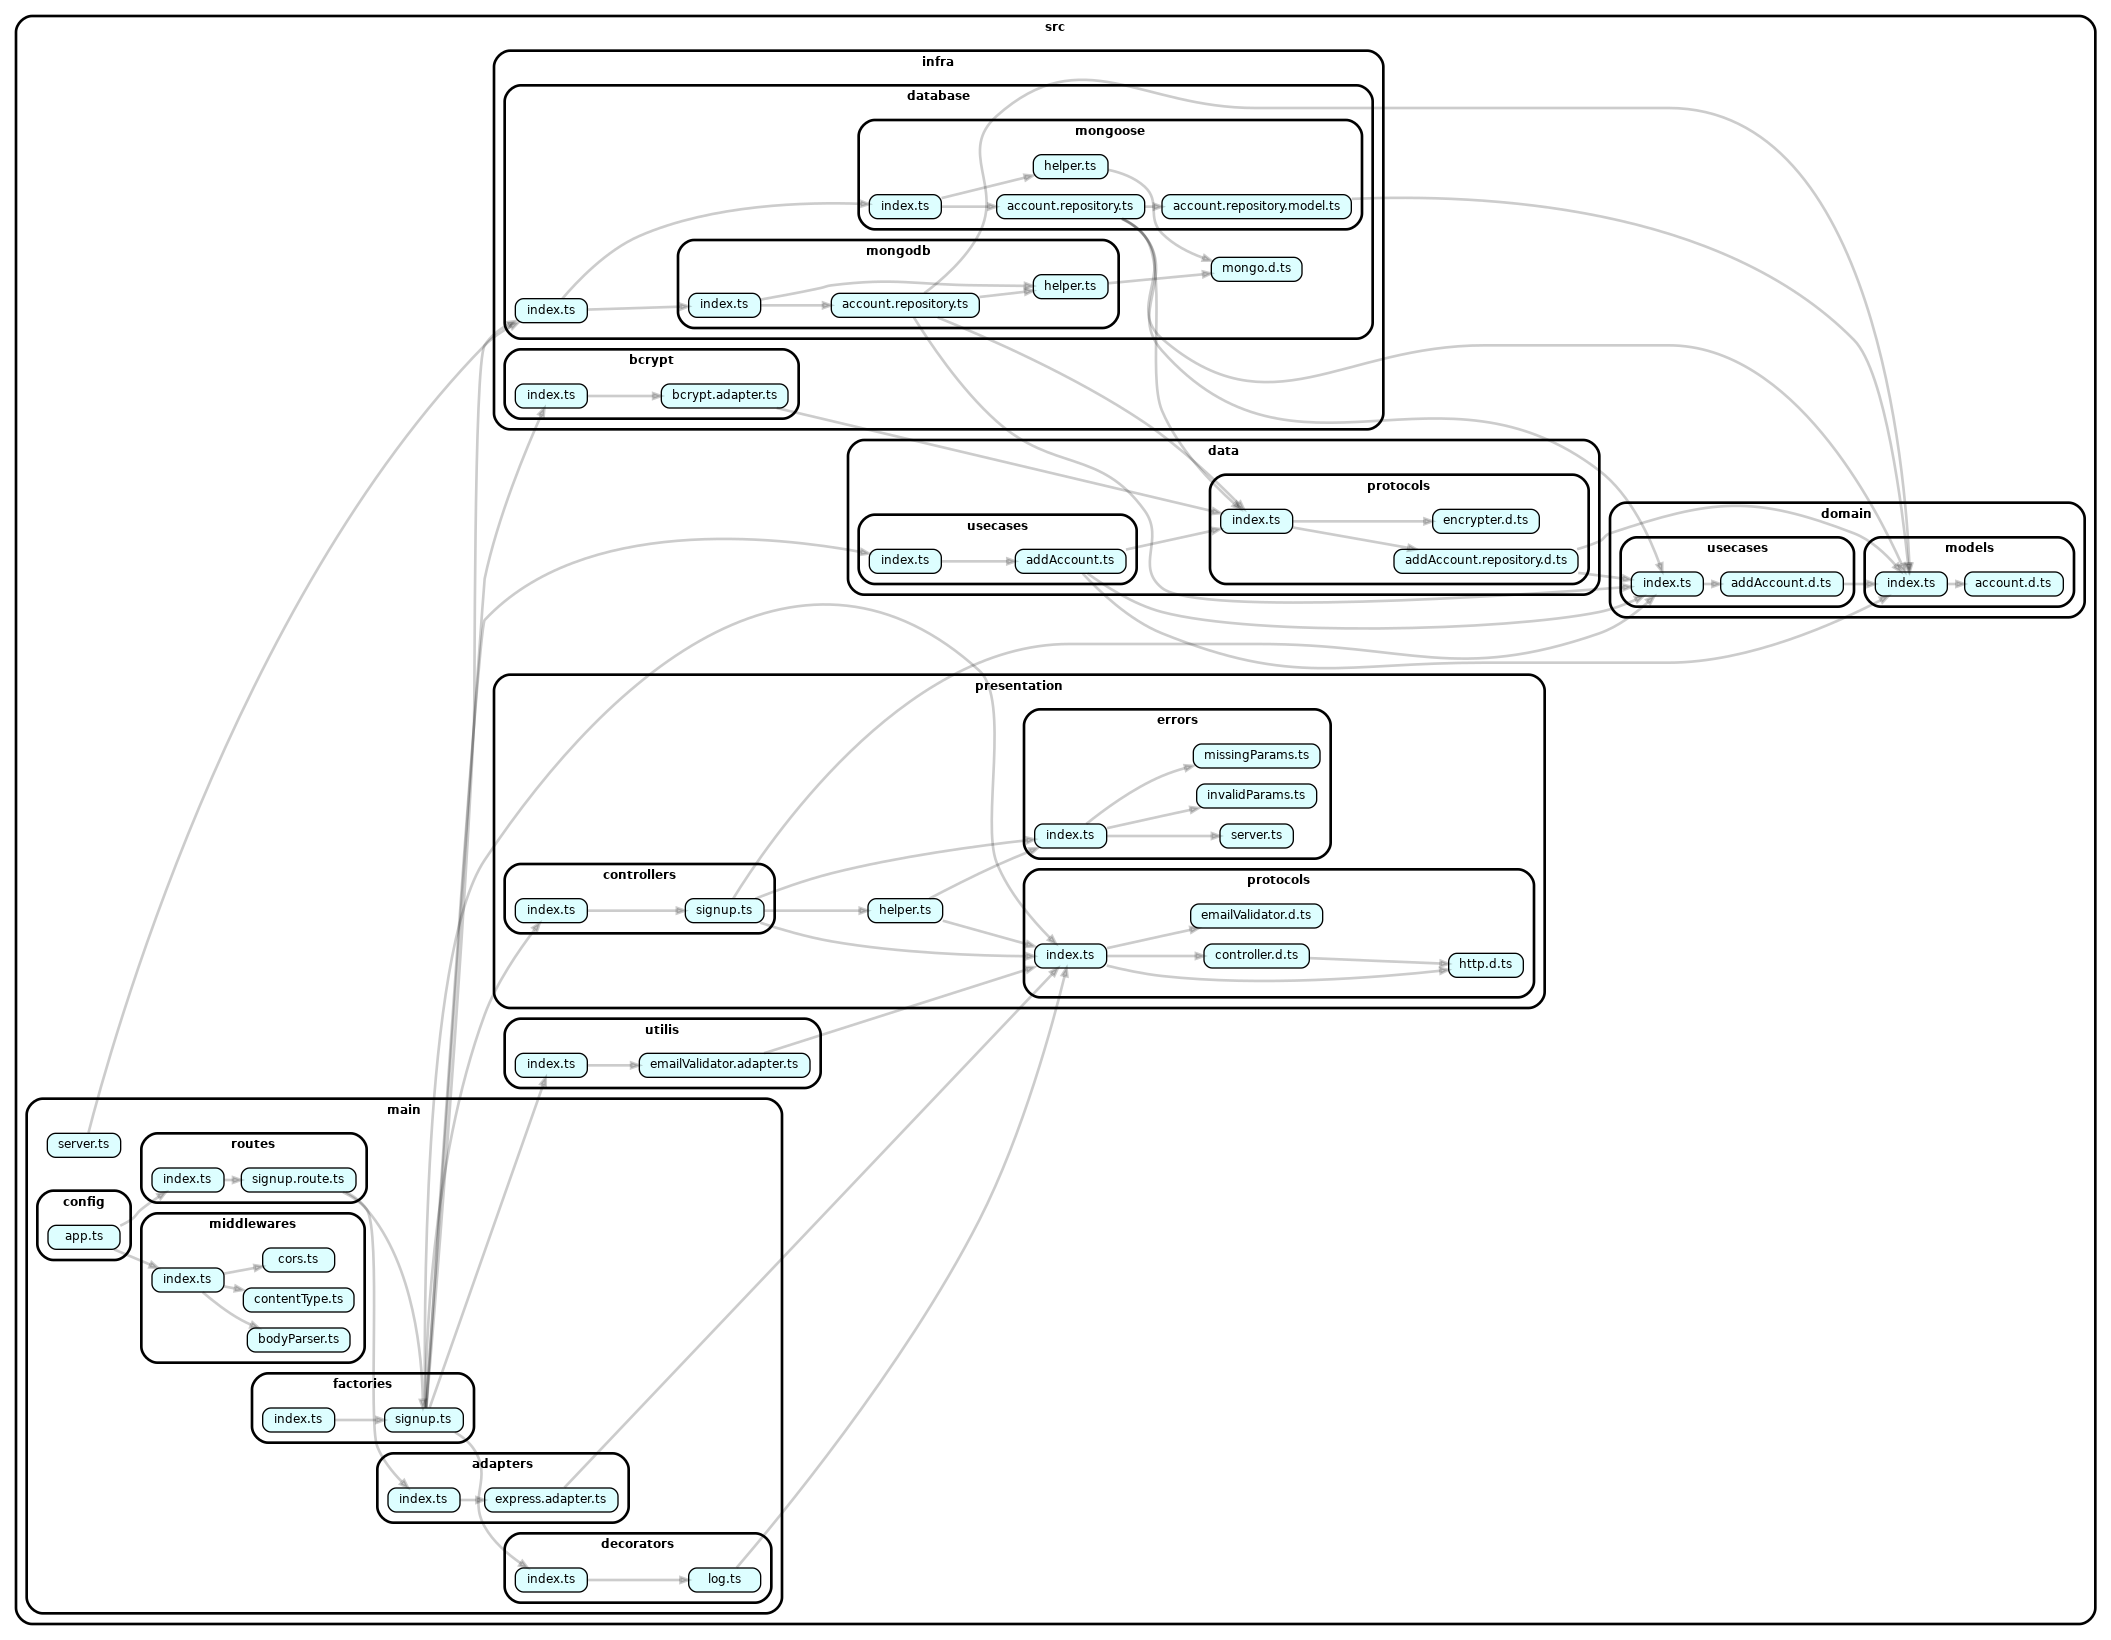 src
infra
database
mongoose
helper.ts
index.ts
account.repository.ts
account.repository.model.ts
mongodb
mongo.d.ts
helper.ts
index.ts
account.repository.ts
index.ts
bcrypt
index.ts
bcrypt.adapter.ts
data
protocols
index.ts
encrypter.d.ts
addAccount.repository.d.ts
usecases
index.ts
addAccount.ts
domain
usecases
index.ts
addAccount.d.ts
models
index.ts
account.d.ts
presentation
errors
missingParams.ts
invalidParams.ts
index.ts
server.ts
controllers
index.ts
signup.ts
helper.ts
protocols
emailValidator.d.ts
index.ts
controller.d.ts
http.d.ts
utilis
index.ts
emailValidator.adapter.ts
main
server.ts
routes
index.ts
signup.route.ts
config
app.ts
middlewares
cors.ts
index.ts
contentType.ts
bodyParser.ts
factories
index.ts
signup.ts
adapters
index.ts
express.adapter.ts
decorators
index.ts
log.ts